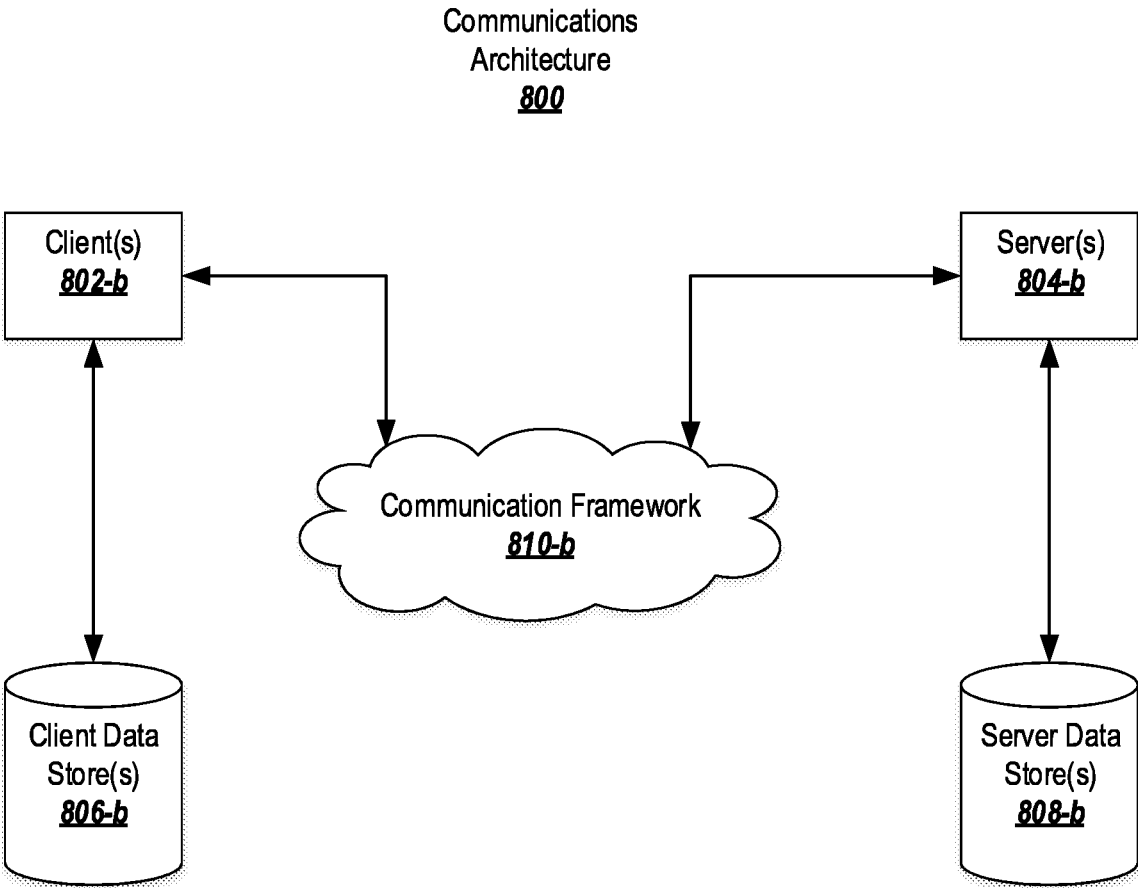 Communications
Architecture
800
Client(s)
802-b
Server(s)
804-b
Communication Framework
810-b
Client Data
Store(s)
806-b
Server Data
Store(s)
808-b